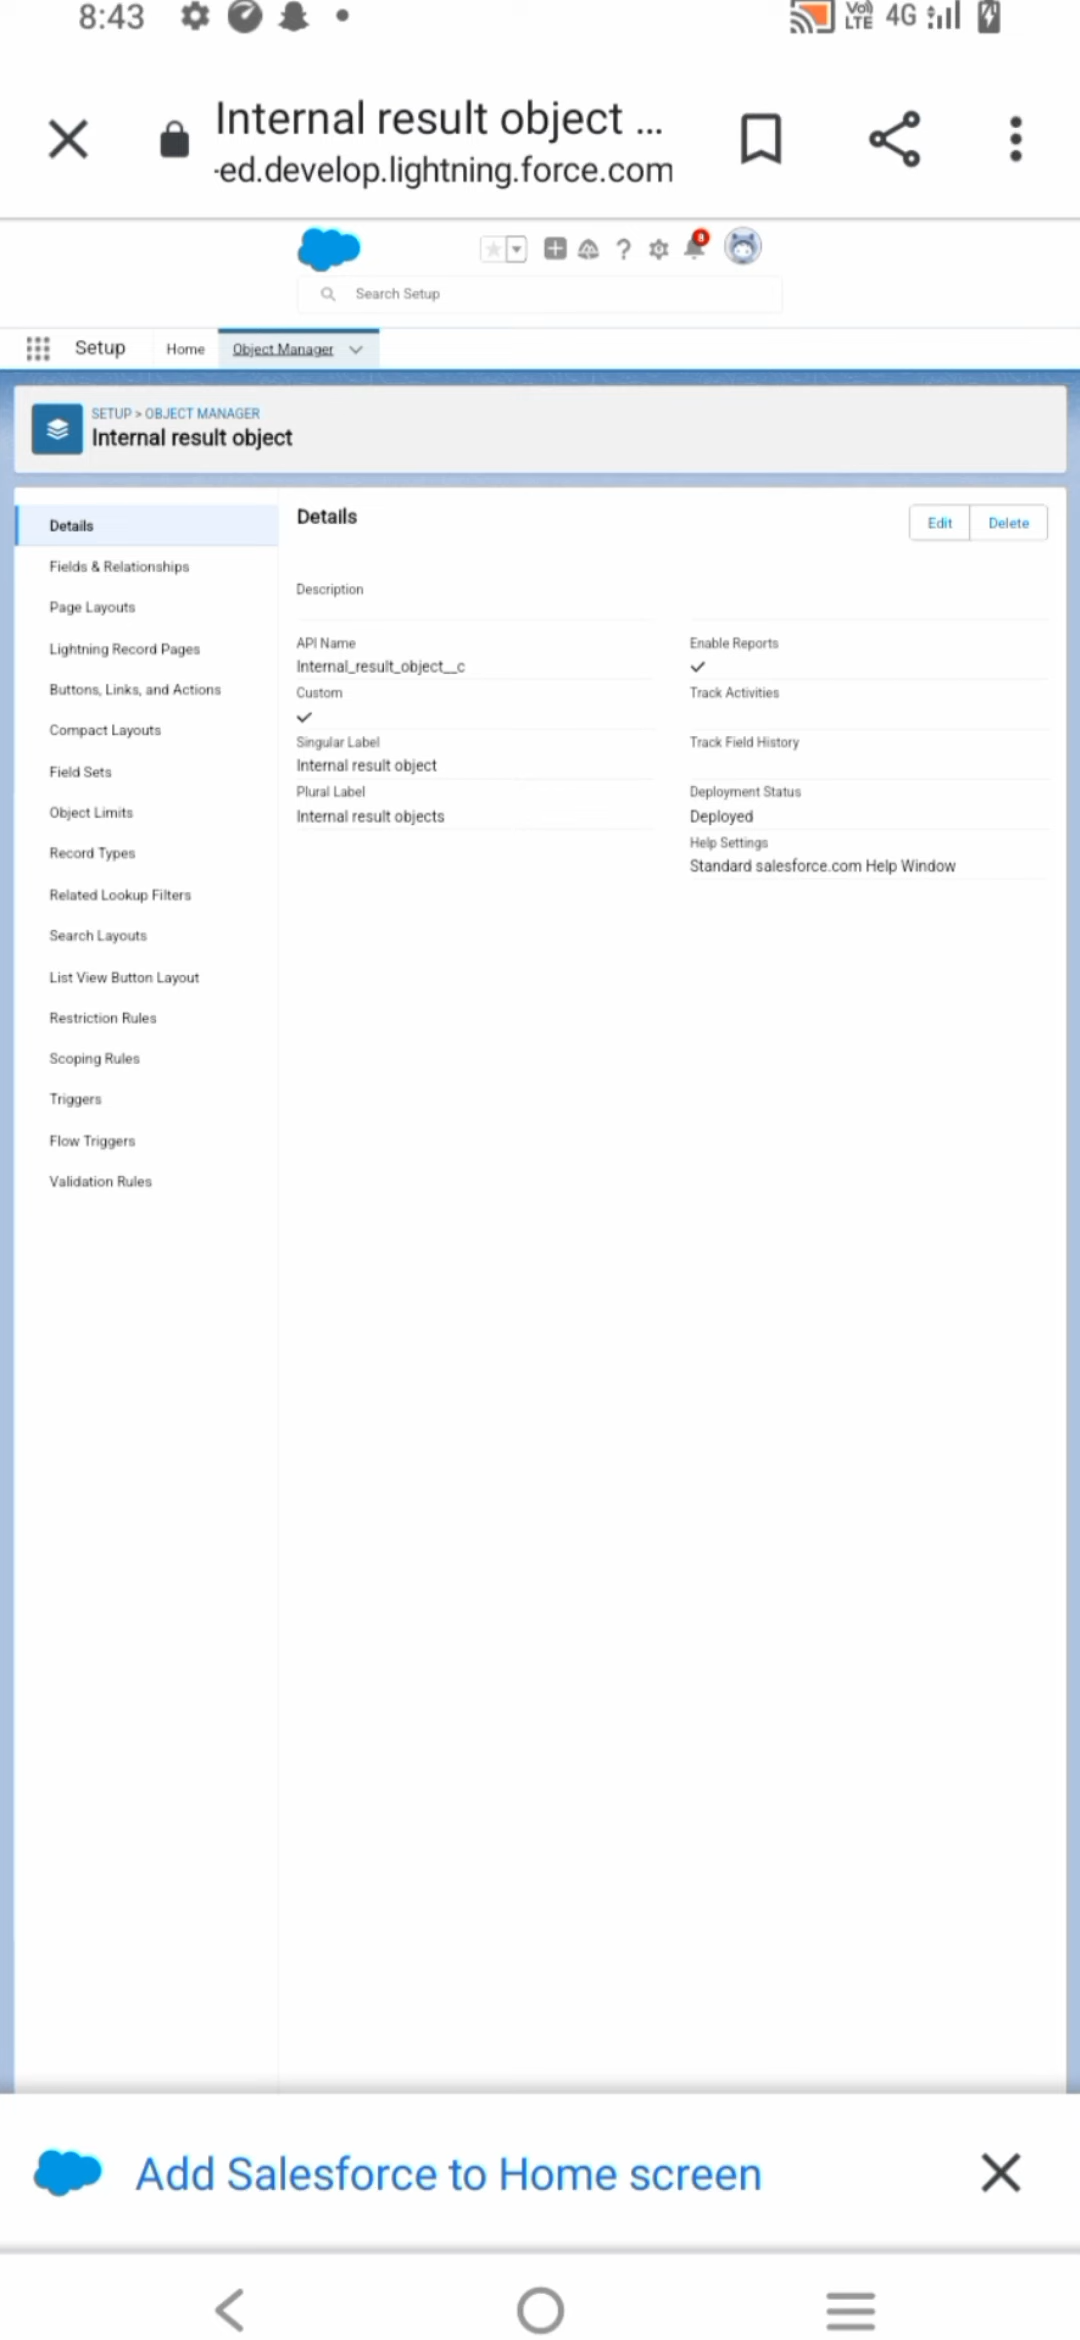 8:43
Vo) LTE 4G
Internal result object ...
-ed.develop.lightning.force.com
8
Search Setup
Setup Home Object Manager
SETUP > OBJECT MANAGER
Internal result object
Details
Fields & Relationships
Page Layouts
Lightning Record Pages
Buttons, Links, and Actions
Compact Layouts
Field Sets
Object Limits
Record Types
Related Lookup Filters
Search Layouts
List View Button Layout
Restriction Rules
Scoping Rules
Triggers
Flow Triggers
Validation Rules
Details
Edit Delete
Description
API Name
Internal_result_object__c
Custom
Singular Label
Internal result object
Plural Label
Internal result objects
Enable Reports
Track Activities
Track Field History
Deployment Status
Deployed
Help Settings
Standard salesforce.com Help Window
Add Salesforce to Home screen